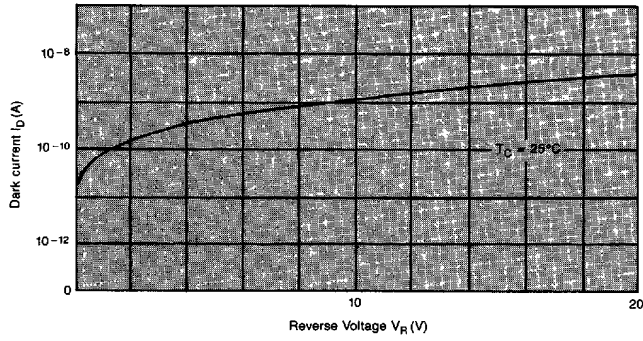 10⁻⁸
10⁻¹⁰
10⁻¹²
0
10
20
Dark current I_D (A)
T_C = 25°C
Reverse Voltage V_R (V)